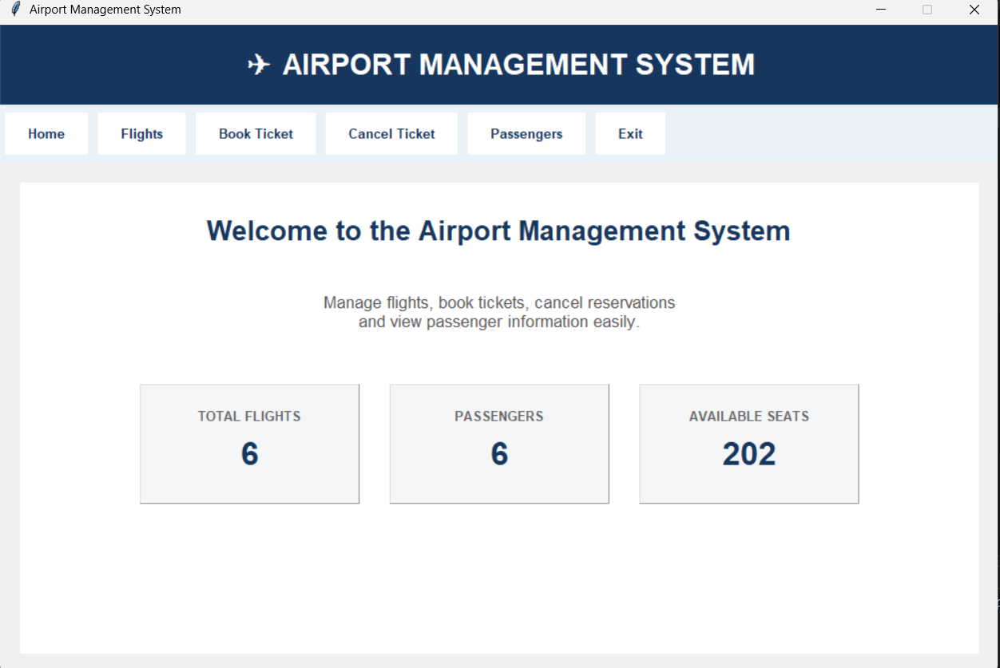 Airport Management System
✈ AIRPORT MANAGEMENT SYSTEM
Home Flights Book Ticket Cancel Ticket Passengers Exit
Welcome to the Airport Management System
Manage flights, book tickets, cancel reservations
and view passenger information easily.
TOTAL FLIGHTS PASSENGERS AVAILABLE SEATS
6 6 202